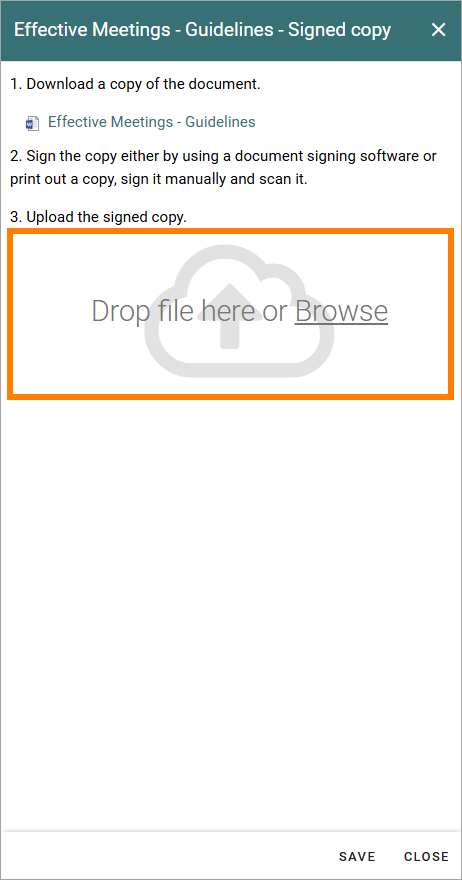 Effective Meetings - Guidelines - Signed copy
1. Download a copy of the document.
Effective Meetings - Guidelines
2. Sign the copy either by using a document signing software or
print out a copy, sign it manually and scan it.
3. Upload the signed copy.
Drop file here or Browse
SAVE CLOSE